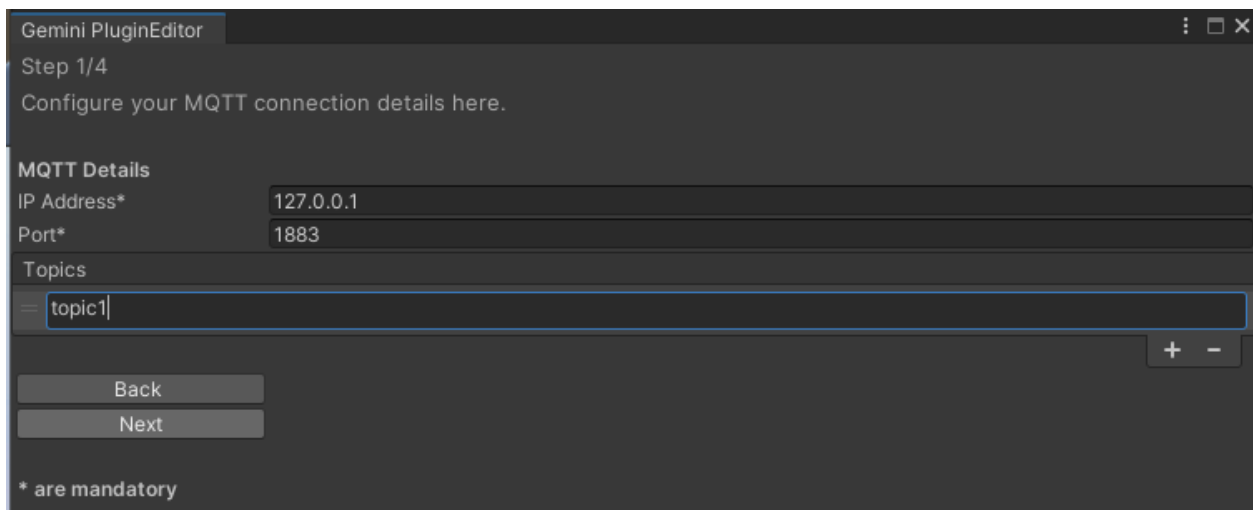 Gemini PluginEditor
Step 1/4
Configure your MQTT connection details here.
MQTT Details
IP Address* 127.0.0.1
Port* 1883
Topics
topic1
+ −
Back
Next
* are mandatory